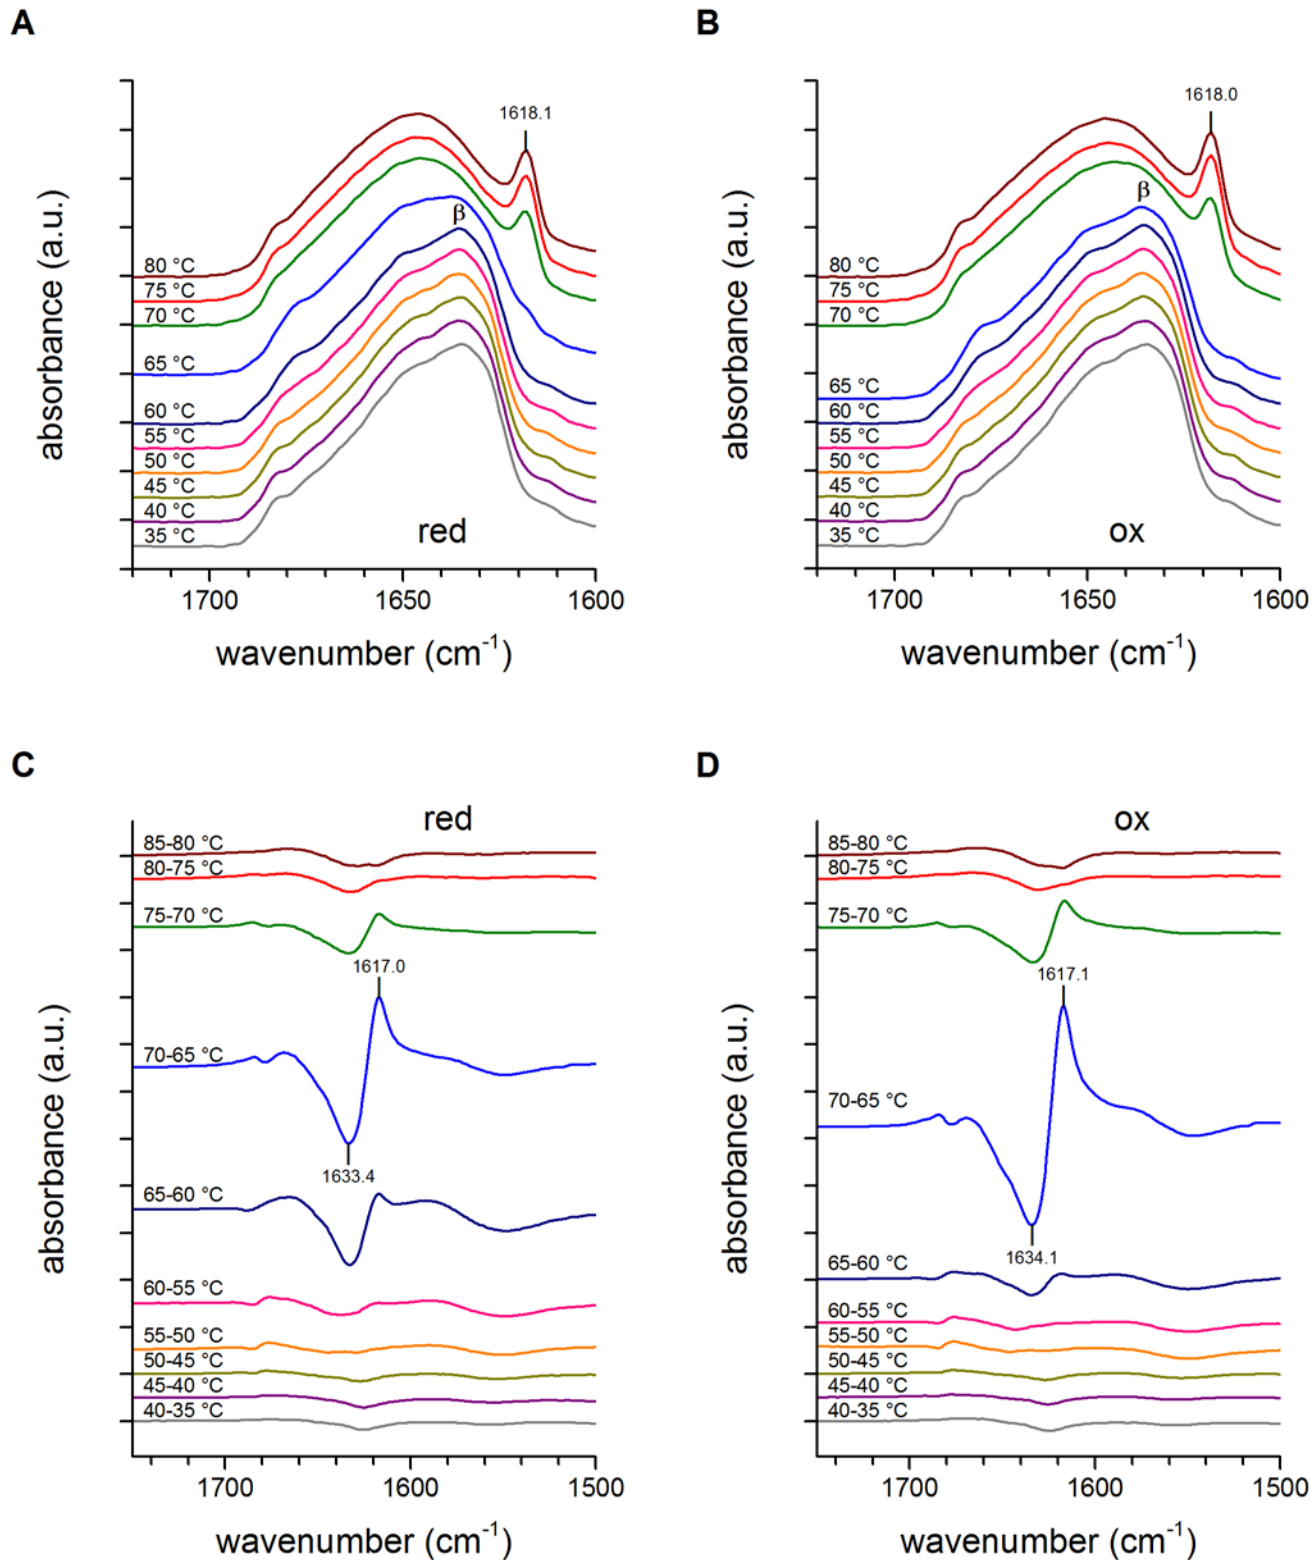 A
1618.1
β
80 °C
75 °C
70 °C
65 °C
60 °C
55 °C
50 °C
45 °C
40 °C
35 °C
red
absorbance (a.u.)
1700 1650 1600
wavenumber (cm⁻¹)
B
1618.0
β
80 °C
75 °C
70 °C
65 °C
60 °C
55 °C
50 °C
45 °C
40 °C
35 °C
ox
absorbance (a.u.)
1700 1650 1600
wavenumber (cm⁻¹)
C
red
85-80 °C
80-75 °C
75-70 °C
1617.0
70-65 °C
1633.4
65-60 °C
60-55 °C
55-50 °C
50-45 °C
45-40 °C
40-35 °C
absorbance (a.u.)
1700 1600 1500
wavenumber (cm⁻¹)
D
ox
85-80 °C
80-75 °C
75-70 °C
1617.1
70-65 °C
1634.1
65-60 °C
60-55 °C
55-50 °C
50-45 °C
45-40 °C
40-35 °C
absorbance (a.u.)
1700 1600 1500
wavenumber (cm⁻¹)